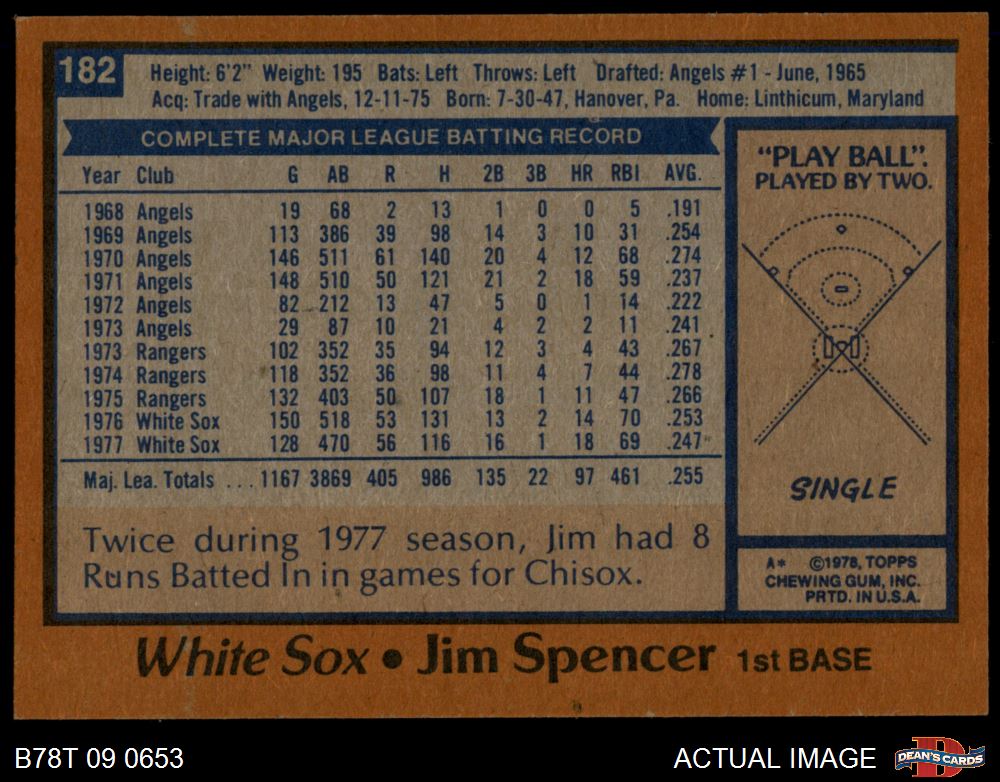 182
Height: 6'2" Weight: 195 Bats: Left Throws: Left Drafted: Angels #1 - June, 1965
Acq: Trade with Angels, 12-11-75 Born: 7-30-47, Hanover, Pa. Home: Linthicum, Maryland
COMPLETE MAJOR LEAGUE BATTING RECORD
Year Club G AB R H 2B 3B HR RBI AVG.
1968 Angels 19 68 2 13 1 0 0 5 .191
1969 Angels 113 386 39 98 14 3 10 31 .254
1970 Angels 146 511 61 140 20 4 12 68 .274
1971 Angels 148 510 50 121 21 2 18 59 .237
1972 Angels 82 212 13 47 5 0 1 14 .222
1973 Angels 29 87 10 21 4 2 2 11 .241
1973 Rangers 102 352 35 94 12 3 4 43 .267
1974 Rangers 118 352 36 98 11 4 7 44 .278
1975 Rangers 132 403 50 107 18 1 11 47 .266
1976 White Sox 150 518 53 131 13 2 14 70 .253
1977 White Sox 128 470 56 116 16 1 18 69 .247
Maj. Lea. Totals ... 1167 3869 405 986 135 22 97 461 .255
Twice during 1977 season, Jim had 8
Runs Batted In in games for Chisox.
"PLAY BALL".
PLAYED BY TWO.
SINGLE
A* ©1978, TOPPS
CHEWING GUM, INC.
PRTD. IN U.S.A.
White Sox • Jim Spencer 1st BASE
B78T 09 0653
ACTUAL IMAGE
D
DEAN'S CARDS